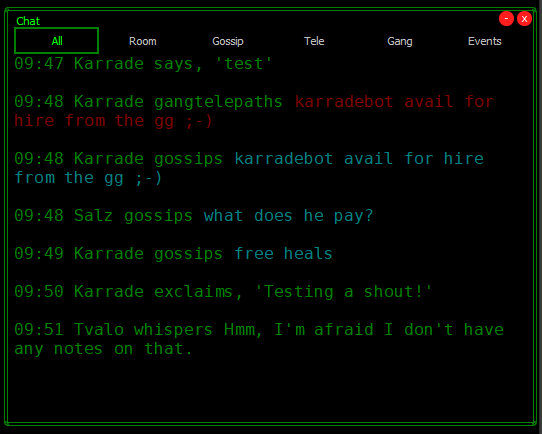 Chat
- x
All Room Gossip Tele Gang Events
09:47 Karrade says, 'test'
09:48 Karrade gangtelepaths karradebot avail for
hire from the gg ;-)
09:48 Karrade gossips karradebot avail for hire
from the gg ;-)
09:48 Salz gossips what does he pay?
09:49 Karrade gossips free heals
09:50 Karrade exclaims, 'Testing a shout!'
09:51 Tvalo whispers Hmm, I'm afraid I don't have
any notes on that.